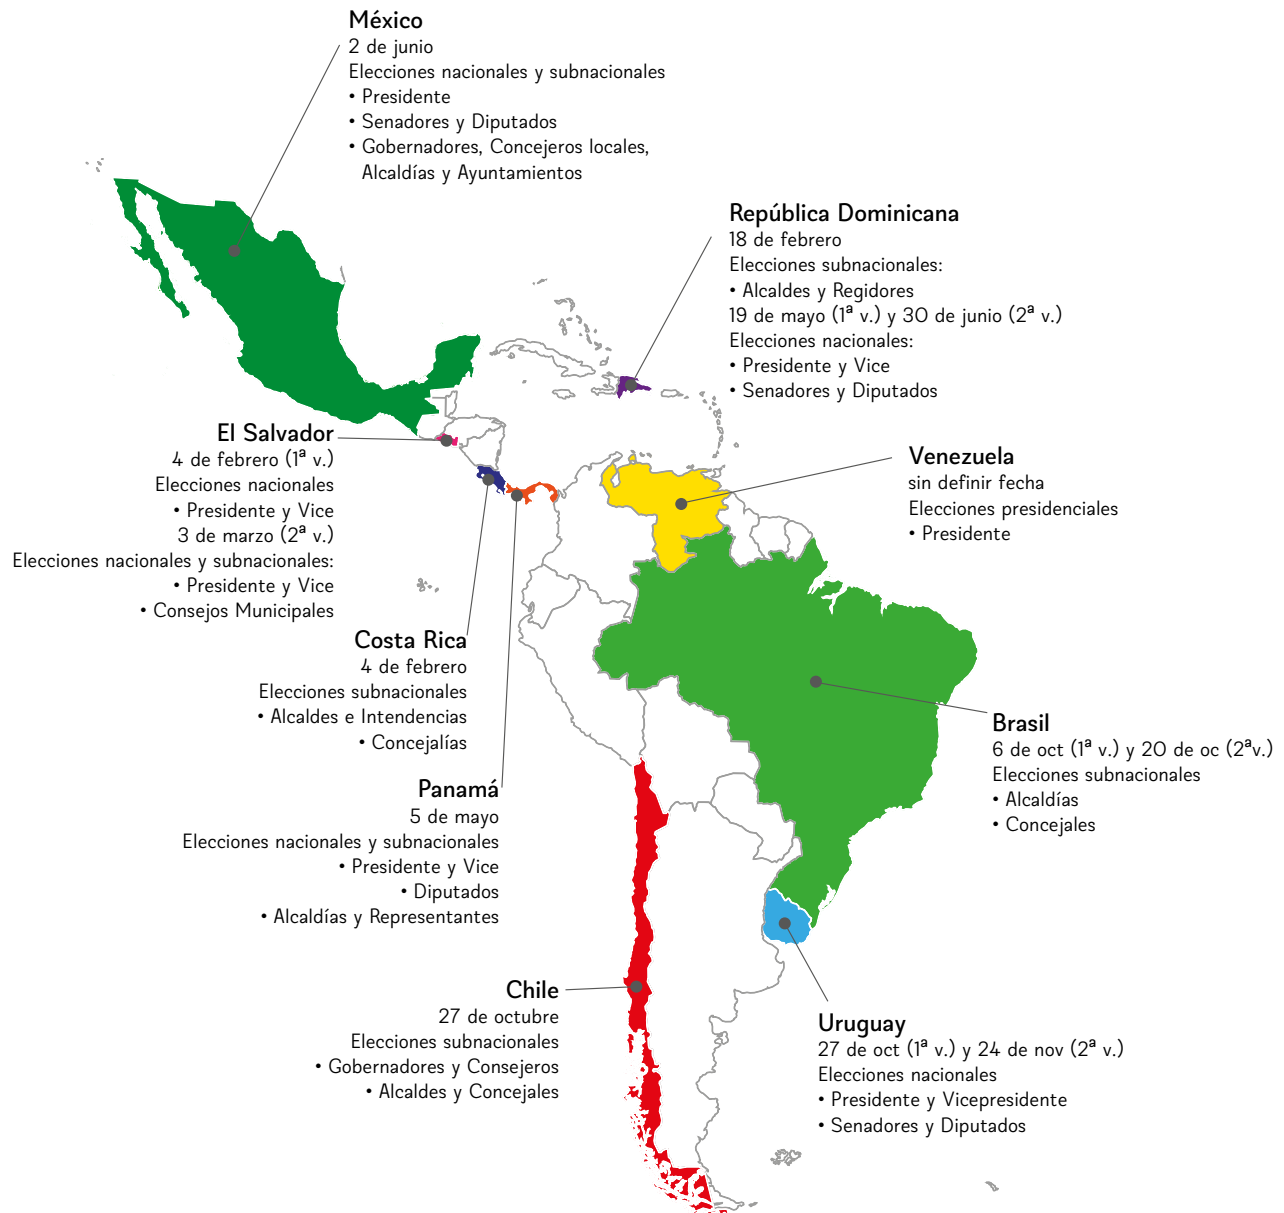 México
2 de junio
Elecciones nacionales y subnacionales
• Presidente
• Senadores y Diputados
• Gobernadores, Concejeros locales,
Alcaldías y Ayuntamientos
República Dominicana
18 de febrero
Elecciones subnacionales:
• Alcaldes y Regidores
19 de mayo (1ª v.) y 30 de junio (2ª v.)
Elecciones nacionales:
• Presidente y Vice
• Senadores y Diputados
El Salvador
4 de febrero (1ª v.)
Elecciones nacionales
• Presidente y Vice
3 de marzo (2ª v.)
Elecciones nacionales y subnacionales:
• Presidente y Vice
• Consejos Municipales
Venezuela
sin definir fecha
Elecciones presidenciales
• Presidente
Costa Rica
4 de febrero
Elecciones subnacionales
• Alcaldes e Intendencias
• Concejalías
Brasil
6 de oct (1ª v.) y 20 de oc (2ªv.)
Elecciones subnacionales
• Alcaldías
• Concejales
Panamá
5 de mayo
Elecciones nacionales y subnacionales
• Presidente y Vice
• Diputados
• Alcaldías y Representantes
Chile
27 de octubre
Elecciones subnacionales
• Gobernadores y Consejeros
• Alcaldes y Concejales
Uruguay
27 de oct (1ª v.) y 24 de nov (2ª v.)
Elecciones nacionales
• Presidente y Vicepresidente
• Senadores y Diputados